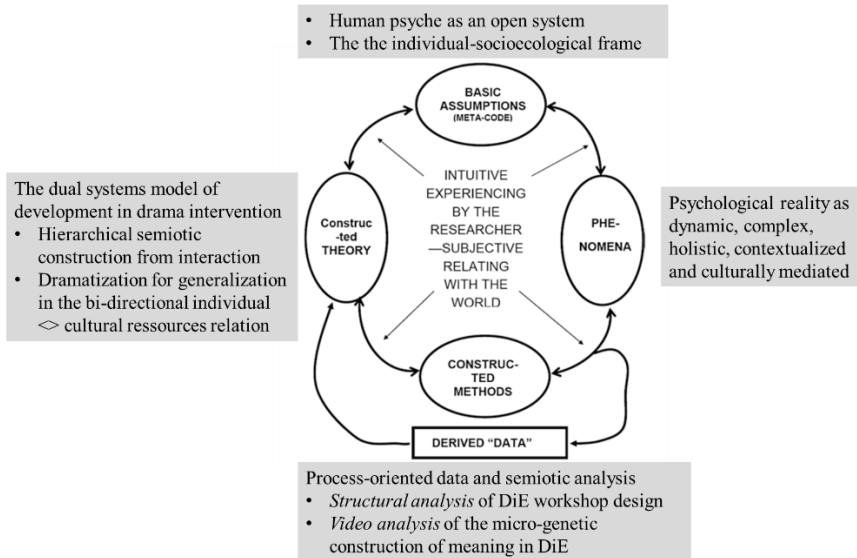 • Human psyche as an open system
• The the individual-socioecological frame
BASIC
ASSUMPTIONS
(META-CODE)
The dual systems model of
development in drama intervention
• Hierarchical semiotic
construction from interaction
• Dramatization for generalization
in the bi-directional individual
<> cultural ressources relation
Construc
-ted
THEORY
INTUITIVE
EXPERIENCING
BY THE
RESEARCHER
—SUBJECTIVE
RELATING
WITH THE
WORLD
PHE-
NOMENA
Psychological reality as
dynamic, complex,
holistic, contextualized
and culturally mediated
CONSTRUC-
TED
METHODS
DERIVED “DATA”
Process-oriented data and semiotic analysis
• Structural analysis of DiE workshop design
• Video analysis of the micro-genetic
construction of meaning in DiE